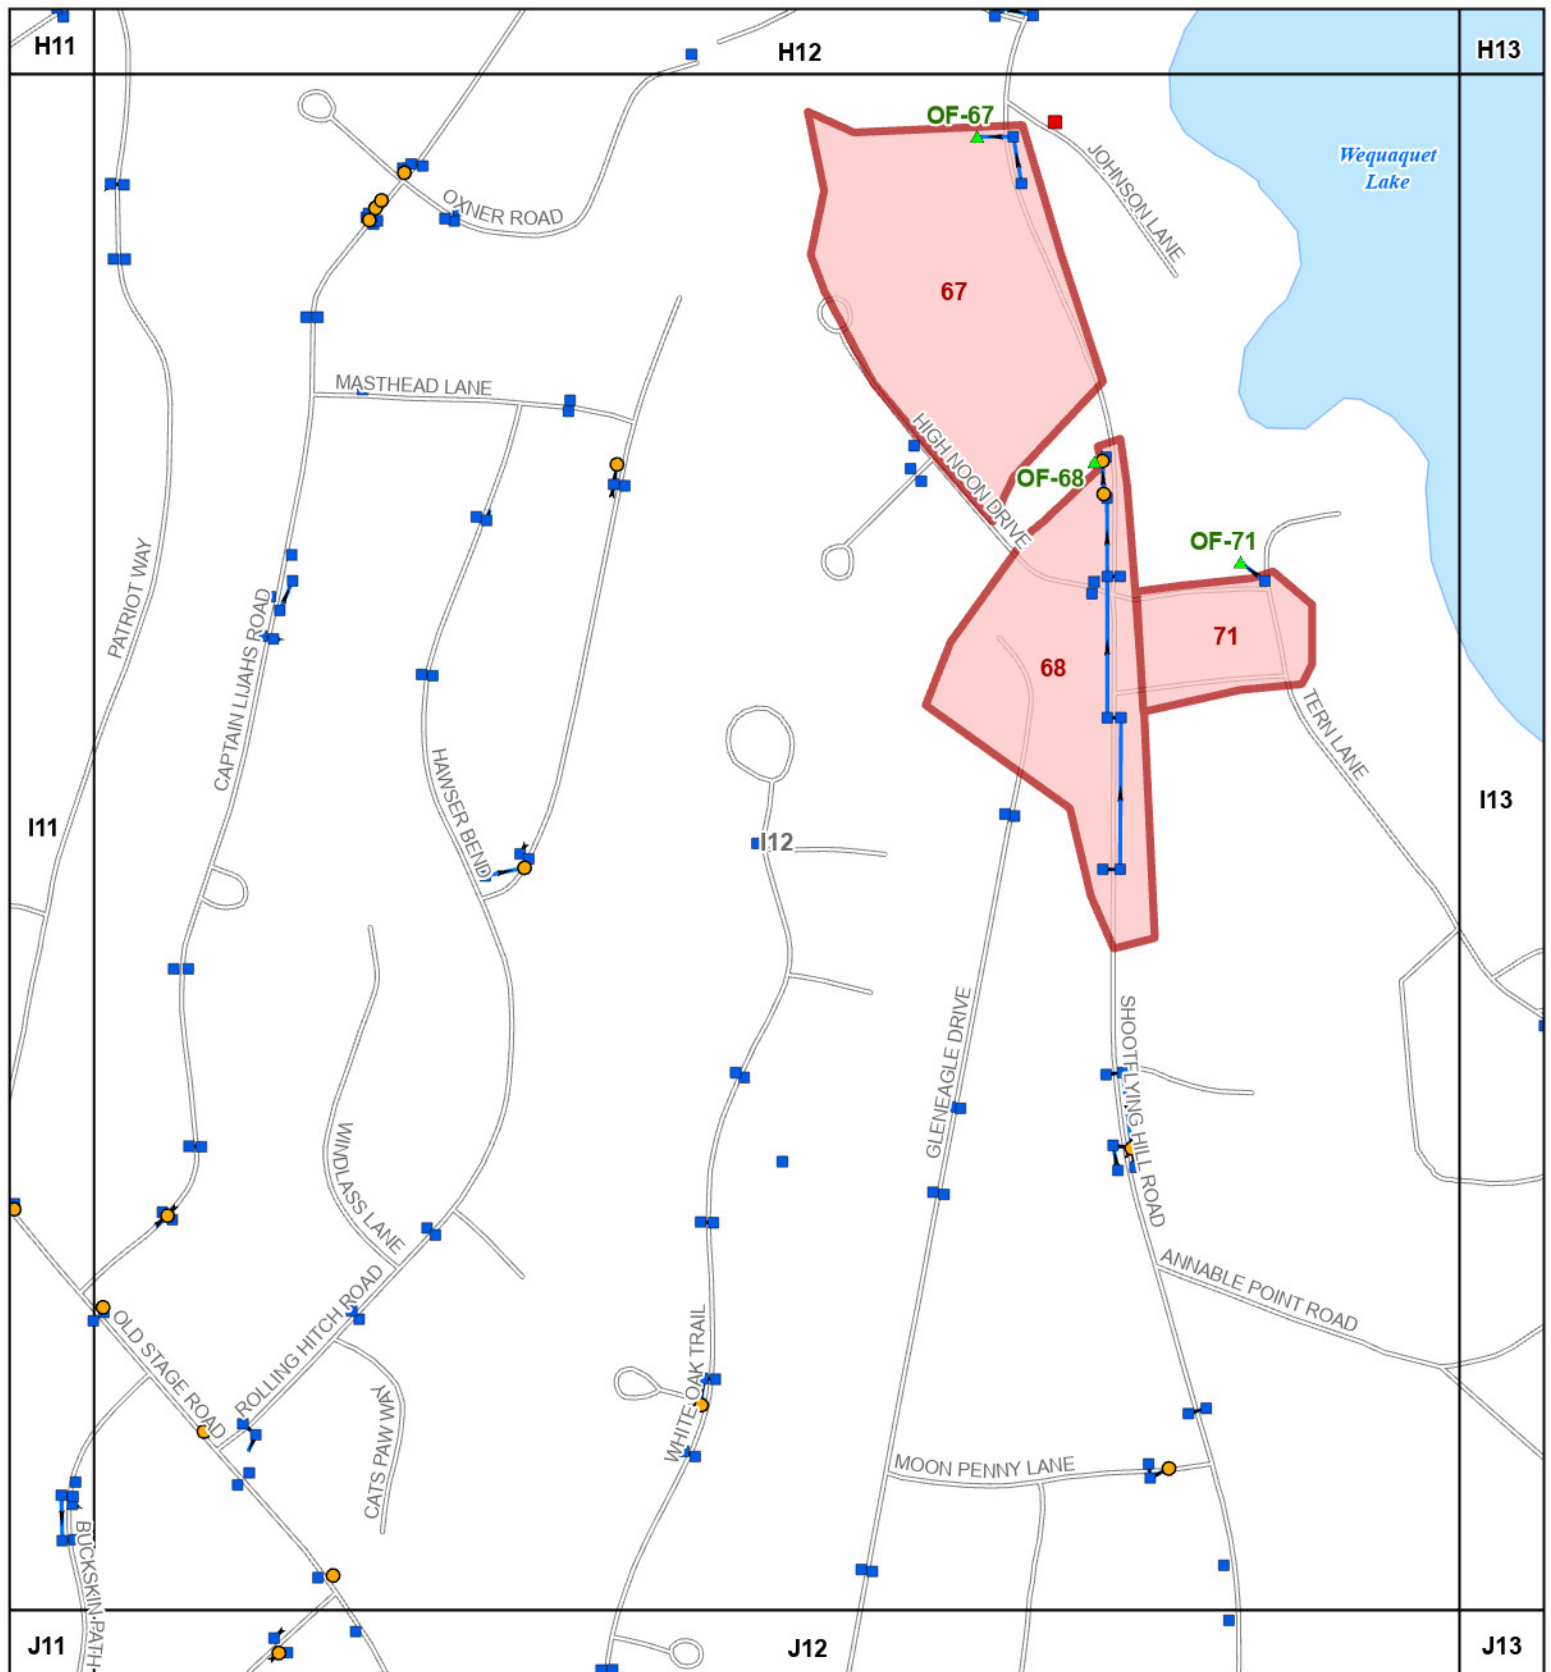 H11
H12
H13
OF-67
JOHNSON LANE
Wequaquet
Lake
OXNER ROAD
67
MASTHEAD LANE
HIGH NOON DRIVE
OF-68
OF-71
PATRIOT WAY
CAPTAIN LIJAHS ROAD
71
68
TERN LANE
HAWSER BEND
I11
I12
I13
GLENEAGLE DRIVE
SHOOTFLYING HILL ROAD
WINDLASS LANE
ANNABLE POINT ROAD
OLD STAGE ROAD
ROLLING HITCH ROAD
WHITE OAK TRAIL
CATS PAW WAY
MOON PENNY LANE
BUCKSKIN PATH
J11
J12
J13